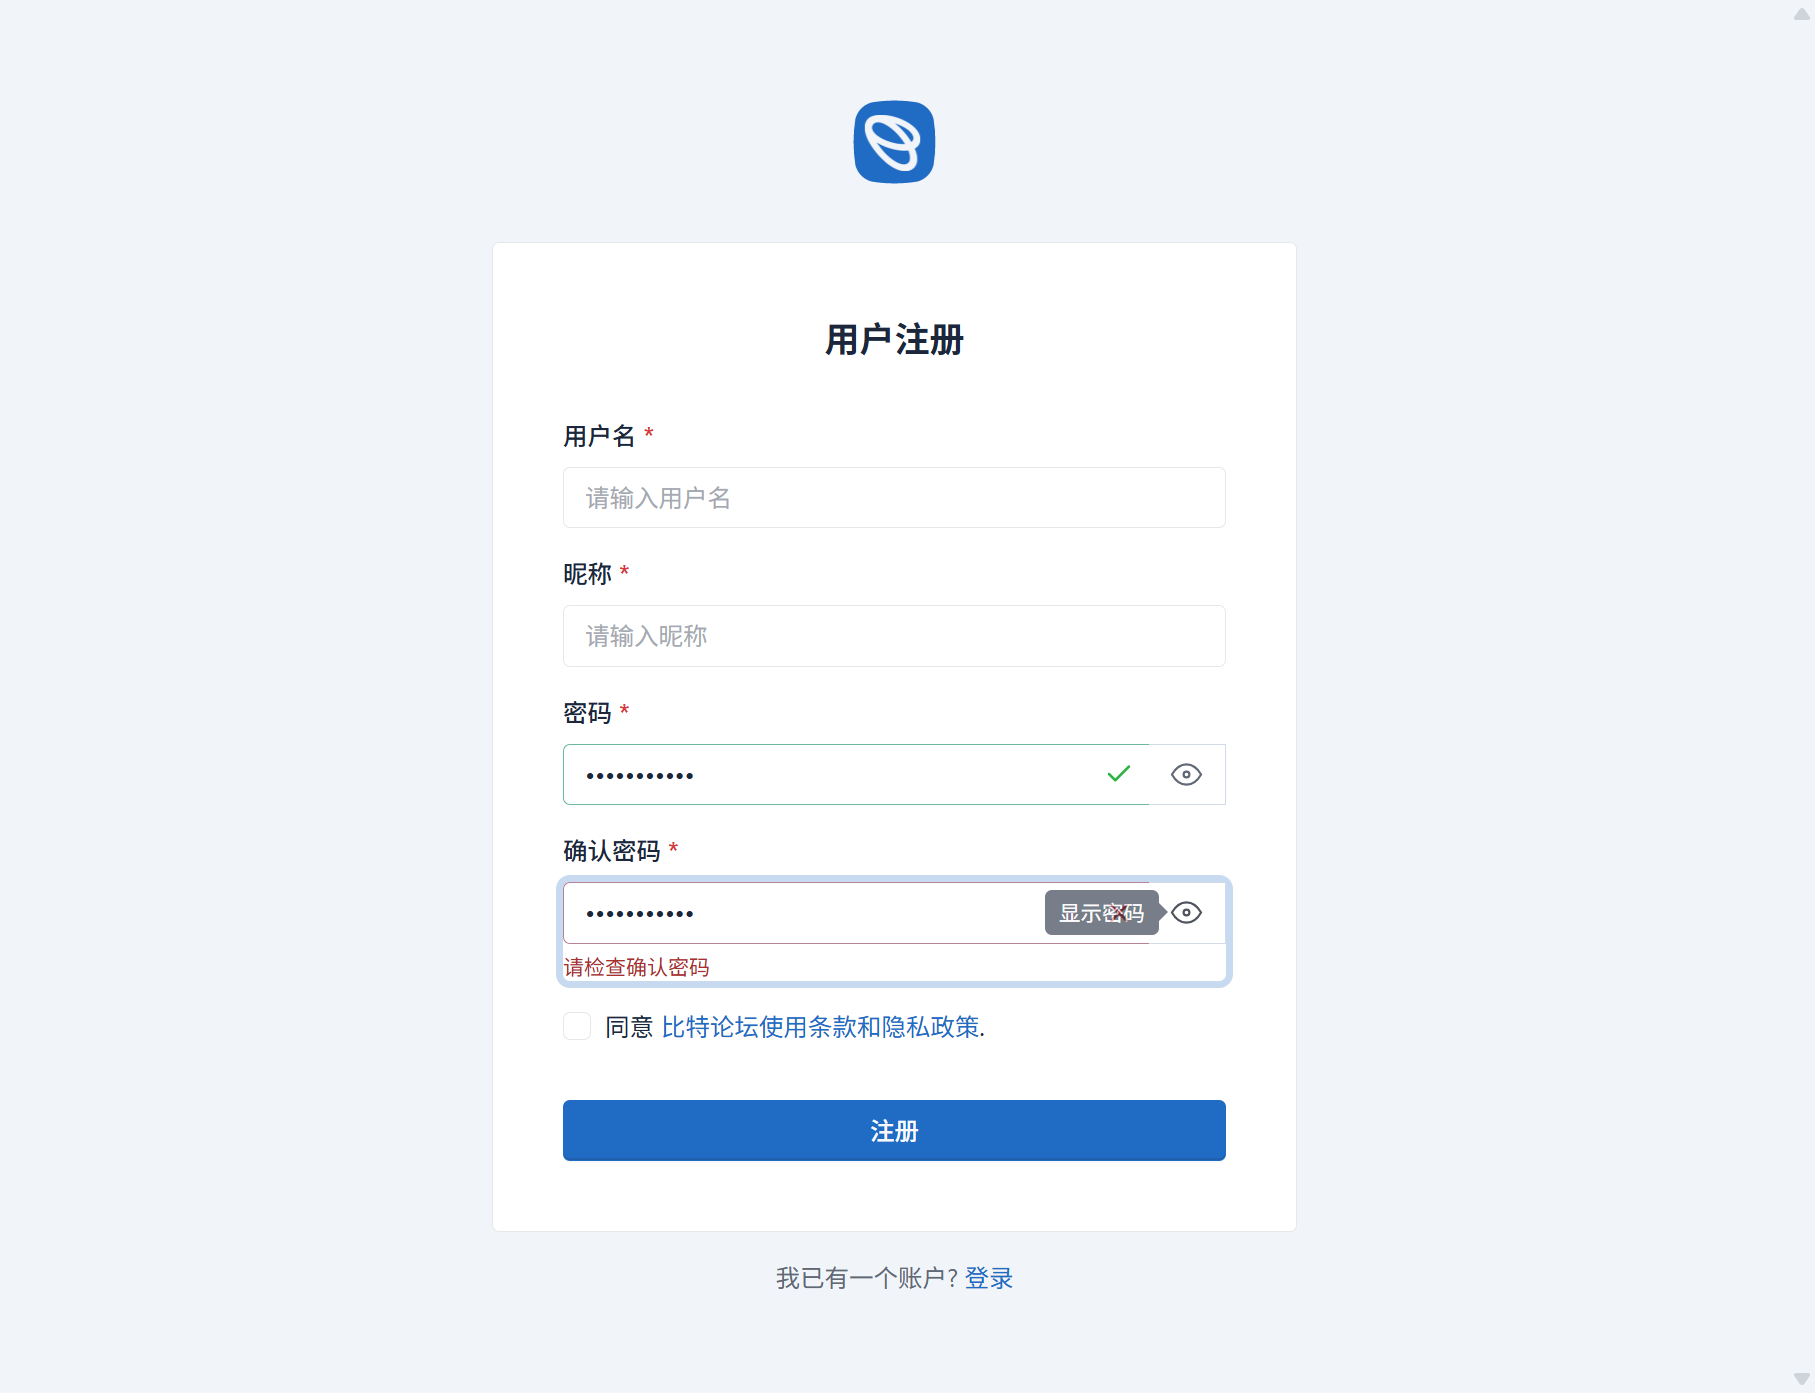 用户注册
用户名 *
请输入用户名
昵称 *
请输入昵称
密码 *
•••••••••••
确认密码 *
•••••••••••
显示密码
请检查确认密码
同意 比特论坛使用条款和隐私政策.
注册
我已有一个账户? 登录